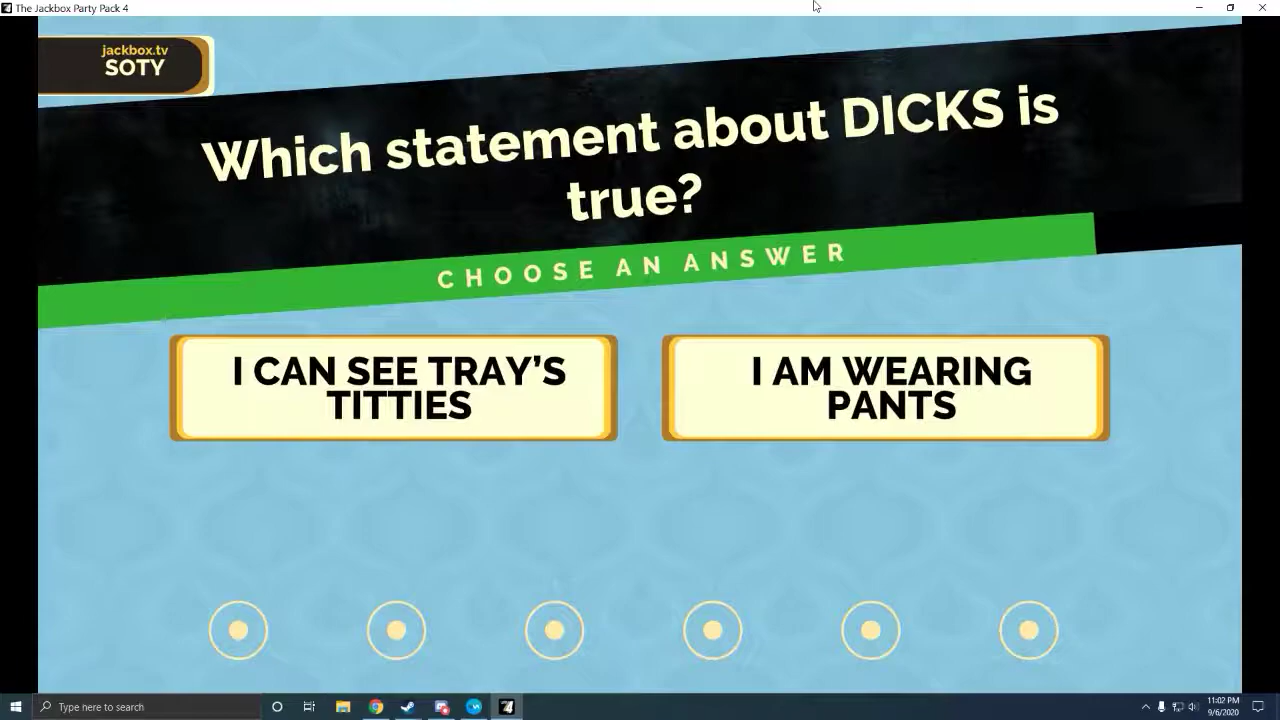 The Jackbox Party Pack 4
jackbox.tv
SOTY
Which statement about DICKS is
true?
CHOOSE AN ANSWER
I CAN SEE TRAY’S
TITTIES
I AM WEARING
PANTS
Type here to search
11:02 PM
9/6/2020